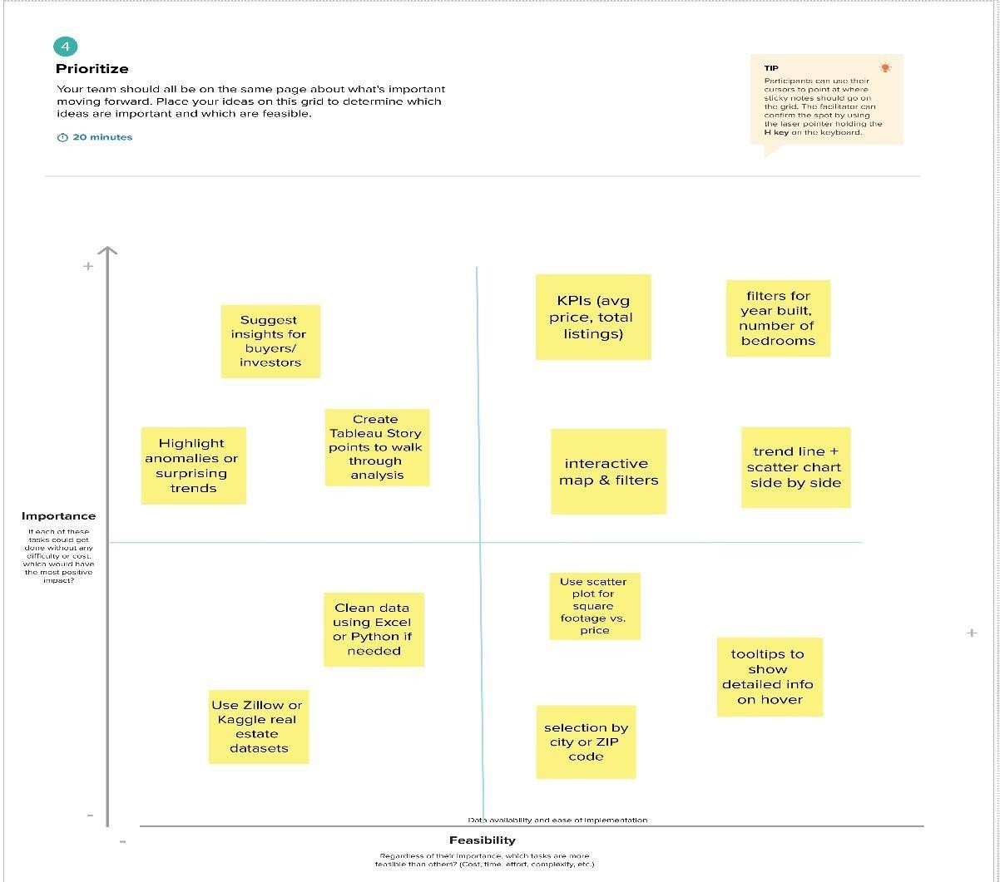 4
Prioritize
Your team should all be on the same page about what's important
moving forward. Place your ideas on this grid to determine which
ideas are important and which are feasible.
20 minutes
TIP
Participants can use their
cursors to point at where
sticky notes should go on
the grid. The facilitator can
confirm the spot by using
the laser pointer holding the
H key on the keyboard.
+
Suggest
insights for
buyers/
investors
KPIs (avg
price, total
listings)
filters for
year built,
number of
bedrooms
Highlight
anomalies or
surprising
trends
Create
Tableau Story
points to walk
through
analysis
interactive
map & filters
trend line +
scatter chart
side by side
Importance
If each of these
tasks could get
done without any
difficulty or cost,
which would have
the most positive
impact?
Clean data
using Excel
or Python if
needed
Use scatter
plot for
square
footage vs.
price
+
tooltips to
show
detailed info
on hover
Use Zillow or
Kaggle real
estate
datasets
selection by
city or ZIP
code
-
Data availability and ease of implementation
-
Feasibility
Regardless of their importance, which tasks are more
feasible than others? (Cost, time, effort, complexity, etc.)